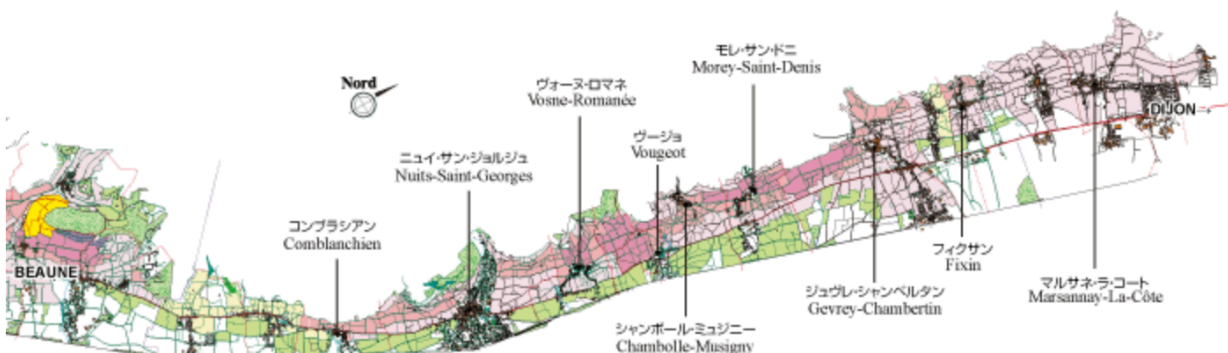 モレ・サン・ドニ
Morey-Saint-Denis
Nord
ヴォーヌ・ロマネ
Vosne-Romanée
DIJON→
ヴージョ
Vougeot
ニュイ・サン・ジョルジュ
Nuits-Saint-Georges
コンブラシアン
Comblanchien
BEAUNE
フィクサン
Fixin
マルサネ・ラ・コート
Marsannay-La-Côte
ジュヴレ・シャンベルタン
Gevrey-Chambertin
シャンボール・ミュジニー
Chambolle-Musigny